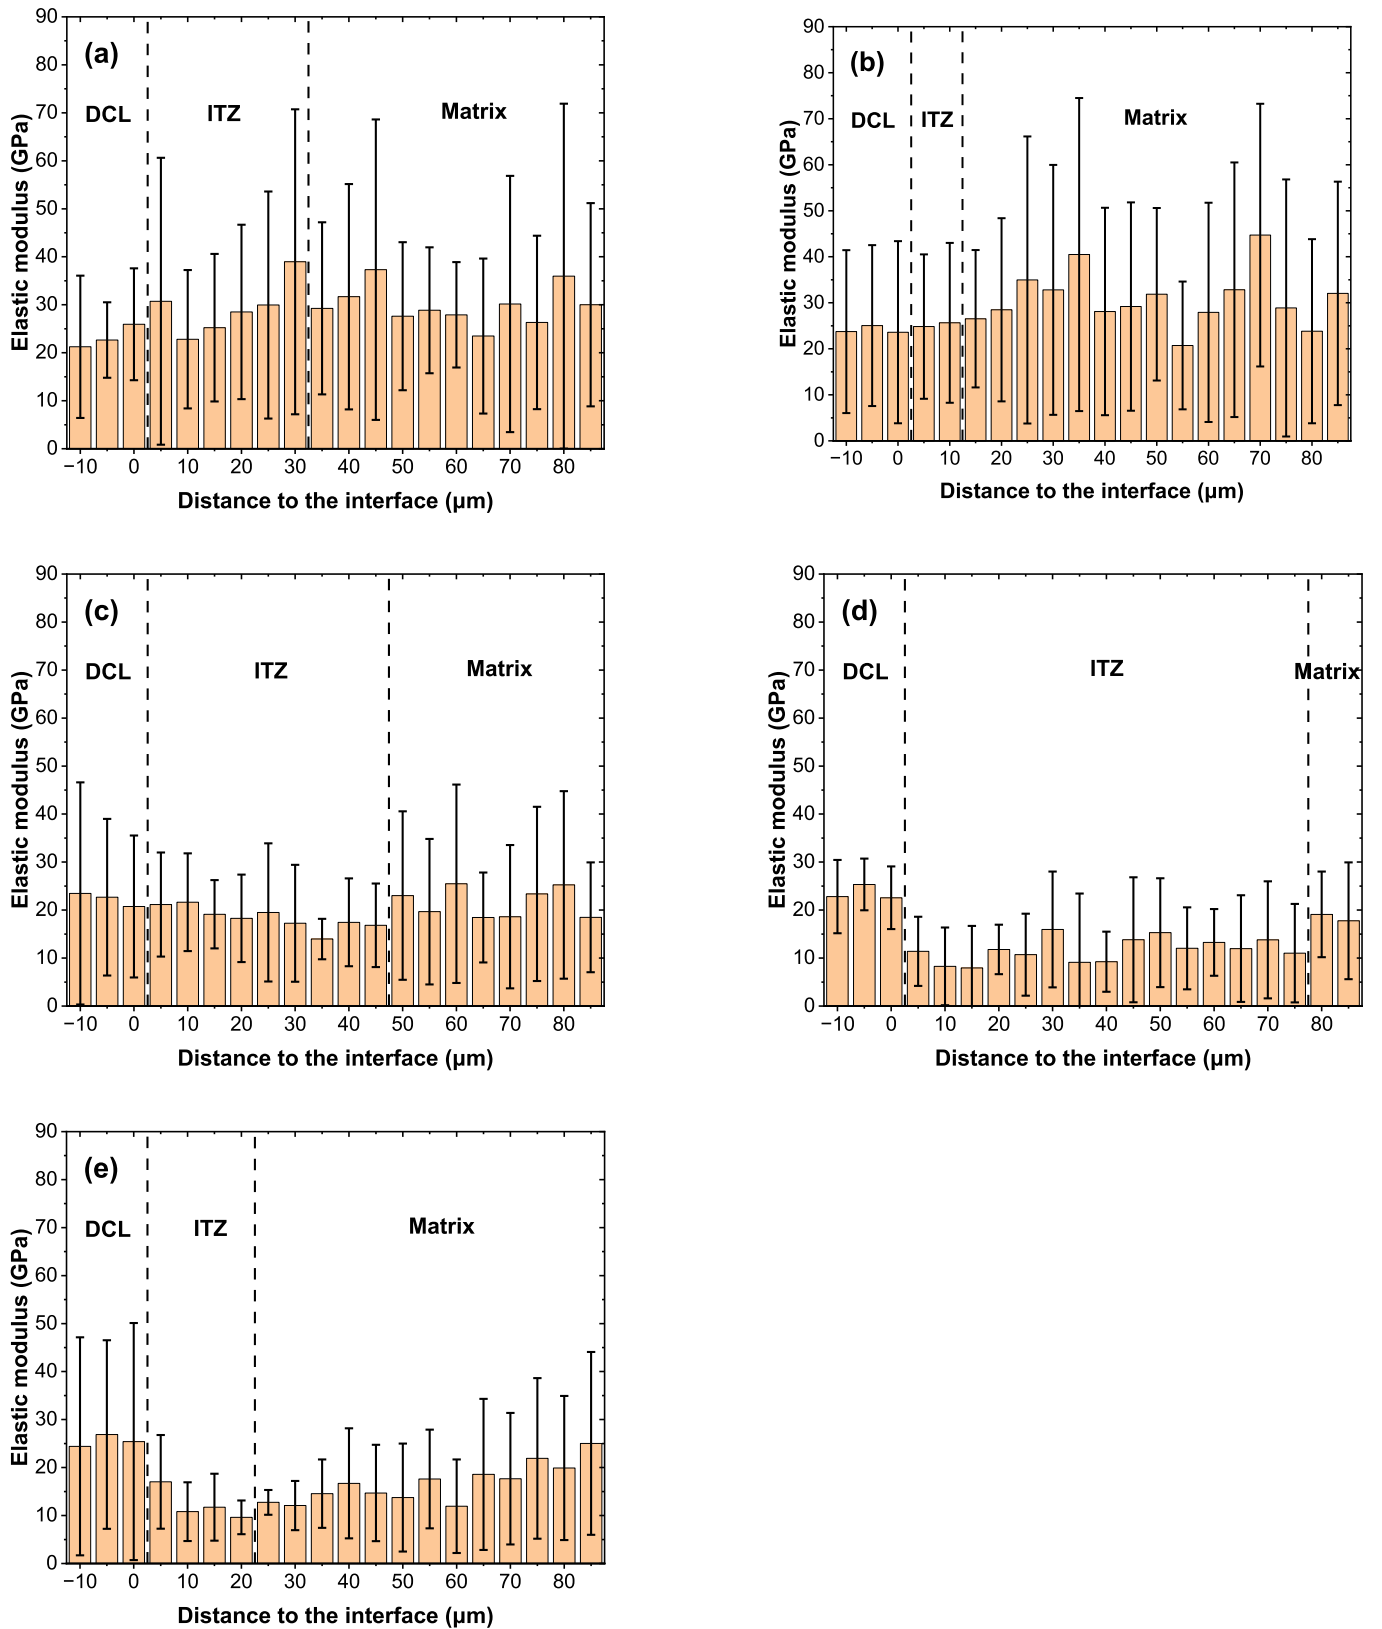 (a)
DCL ITZ Matrix
Elastic modulus (GPa)
0 10 20 30 40 50 60 70 80 90
−10 0 10 20 30 40 50 60 70 80
Distance to the interface (µm)
(b)
DCL ITZ Matrix
Elastic modulus (GPa)
0 10 20 30 40 50 60 70 80 90
−10 0 10 20 30 40 50 60 70 80
Distance to the interface (µm)
(c)
DCL ITZ Matrix
Elastic modulus (GPa)
0 10 20 30 40 50 60 70 80 90
−10 0 10 20 30 40 50 60 70 80
Distance to the interface (µm)
(d)
DCL ITZ Matrix
Elastic modulus (GPa)
0 10 20 30 40 50 60 70 80 90
−10 0 10 20 30 40 50 60 70 80
Distance to the interface (µm)
(e)
DCL ITZ Matrix
Elastic modulus (GPa)
0 10 20 30 40 50 60 70 80 90
−10 0 10 20 30 40 50 60 70 80
Distance to the interface (µm)